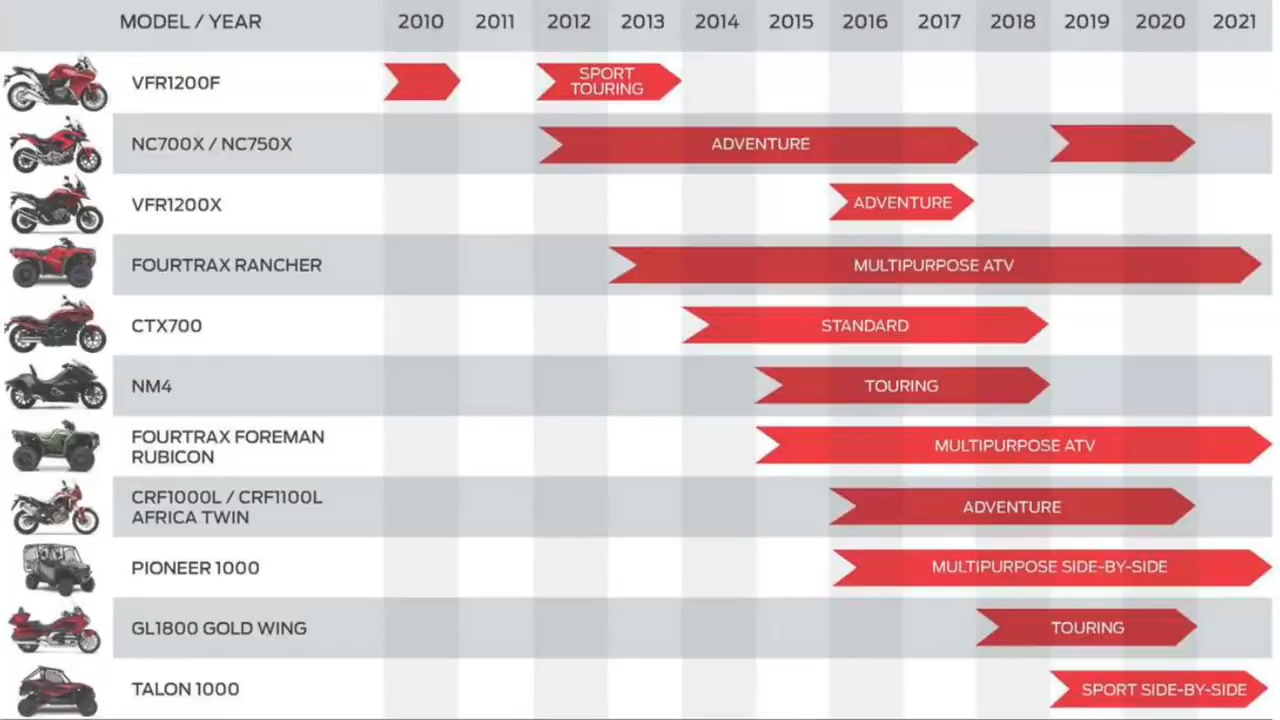 MODEL / YEAR 2010 2011 2012 2013 2014 2015 2016 2017 2018 2019 2020 2021
VFR1200F SPORT
TOURING
NC700X / NC750X ADVENTURE
VFR1200X ADVENTURE
FOURTRAX RANCHER MULTIPURPOSE ATV
CTX700 STANDARD
NM4 TOURING
FOURTRAX FOREMAN
RUBICON MULTIPURPOSE ATV
CRF1000L / CRF1100L
AFRICA TWIN ADVENTURE
PIONEER 1000 MULTIPURPOSE SIDE-BY-SIDE
GL1800 GOLD WING TOURING
TALON 1000 SPORT SIDE-BY-SIDE